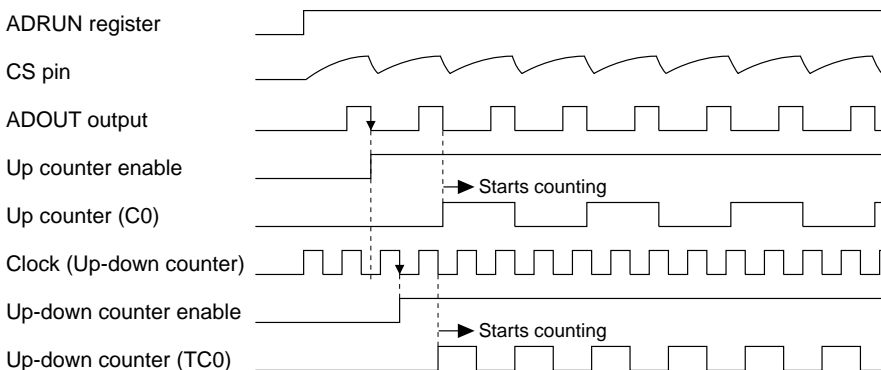 ADRUN register
CS pin
ADOUT output
Up counter enable
Starts counting
Up counter (C0)
Clock (Up-down counter)
Up-down counter enable
Starts counting
Up-down counter (TC0)